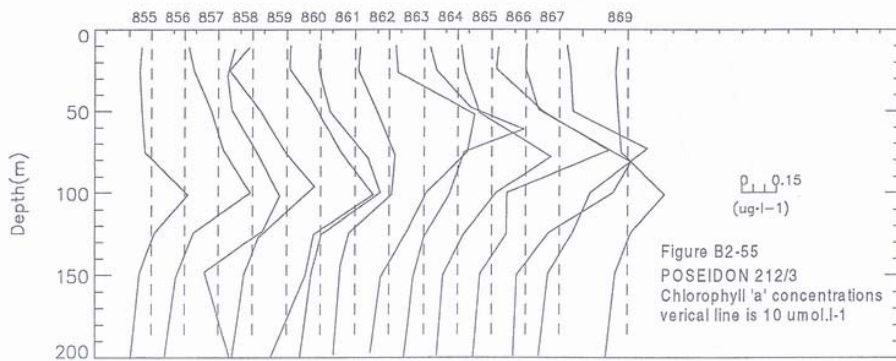 855 856 857 858 859 860 861 862 863 864 865 866 867 869
0
50
100
150
200
Depth(m)
0 0.15
(ug·l-1)
Figure B2-55
POSEIDON 212/3
Chlorophyll 'a' concentrations
verical line is 10 umol.l-1